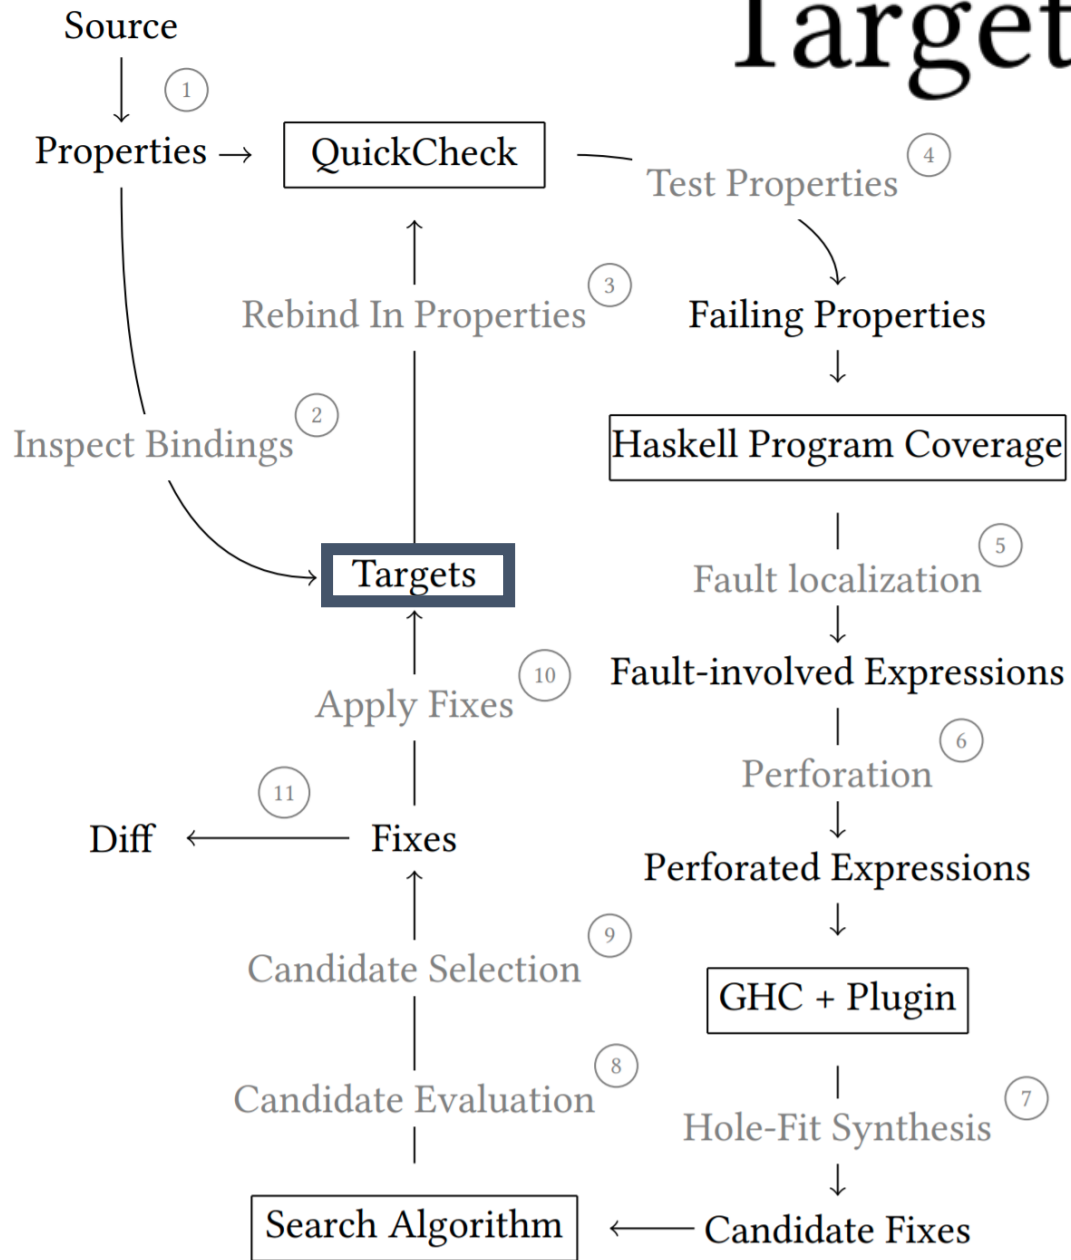 Target
Source
1
Properties
QuickCheck
4
Test Properties
3
Rebind In Properties
Failing Properties
2
Inspect Bindings
Haskell Program Coverage
5
Fault localization
Targets
Fault-involved Expressions
10
Apply Fixes
6
Perforation
11
Diff
Fixes
Perforated Expressions
9
Candidate Selection
GHC + Plugin
8
Candidate Evaluation
7
Hole-Fit Synthesis
Search Algorithm
Candidate Fixes